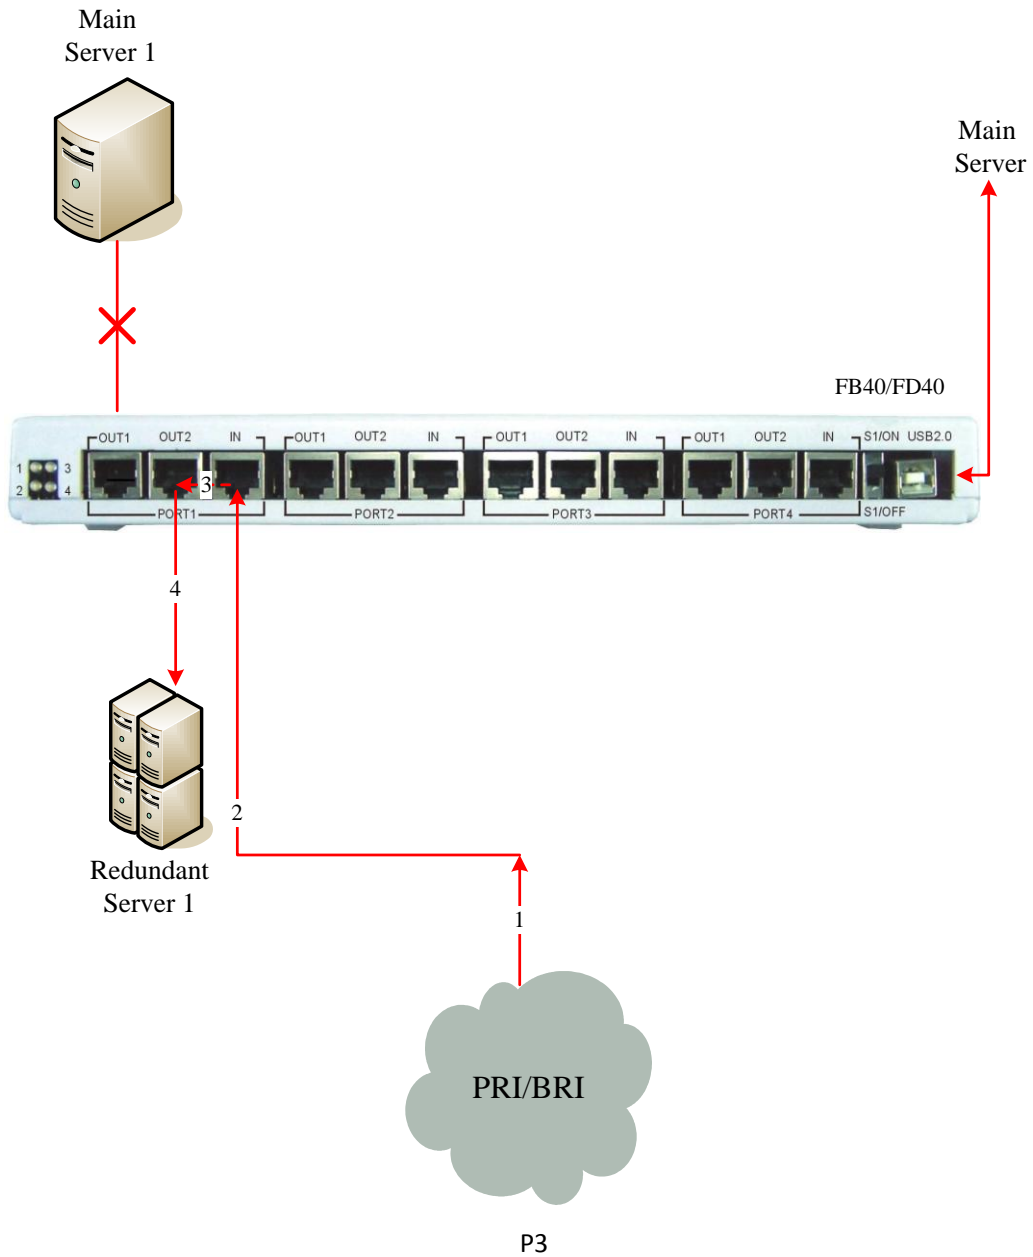 Main
Server 1
Main
Server
FB40/FD40
OUT1 OUT2 IN OUT1 OUT2 IN OUT1 OUT2 IN OUT1 OUT2 IN S1/ON USB2.0
1 3
2 4
3
PORT1 PORT2 PORT3 PORT4 S1/OFF
4
2
Redundant
Server 1
1
PRI/BRI
P3